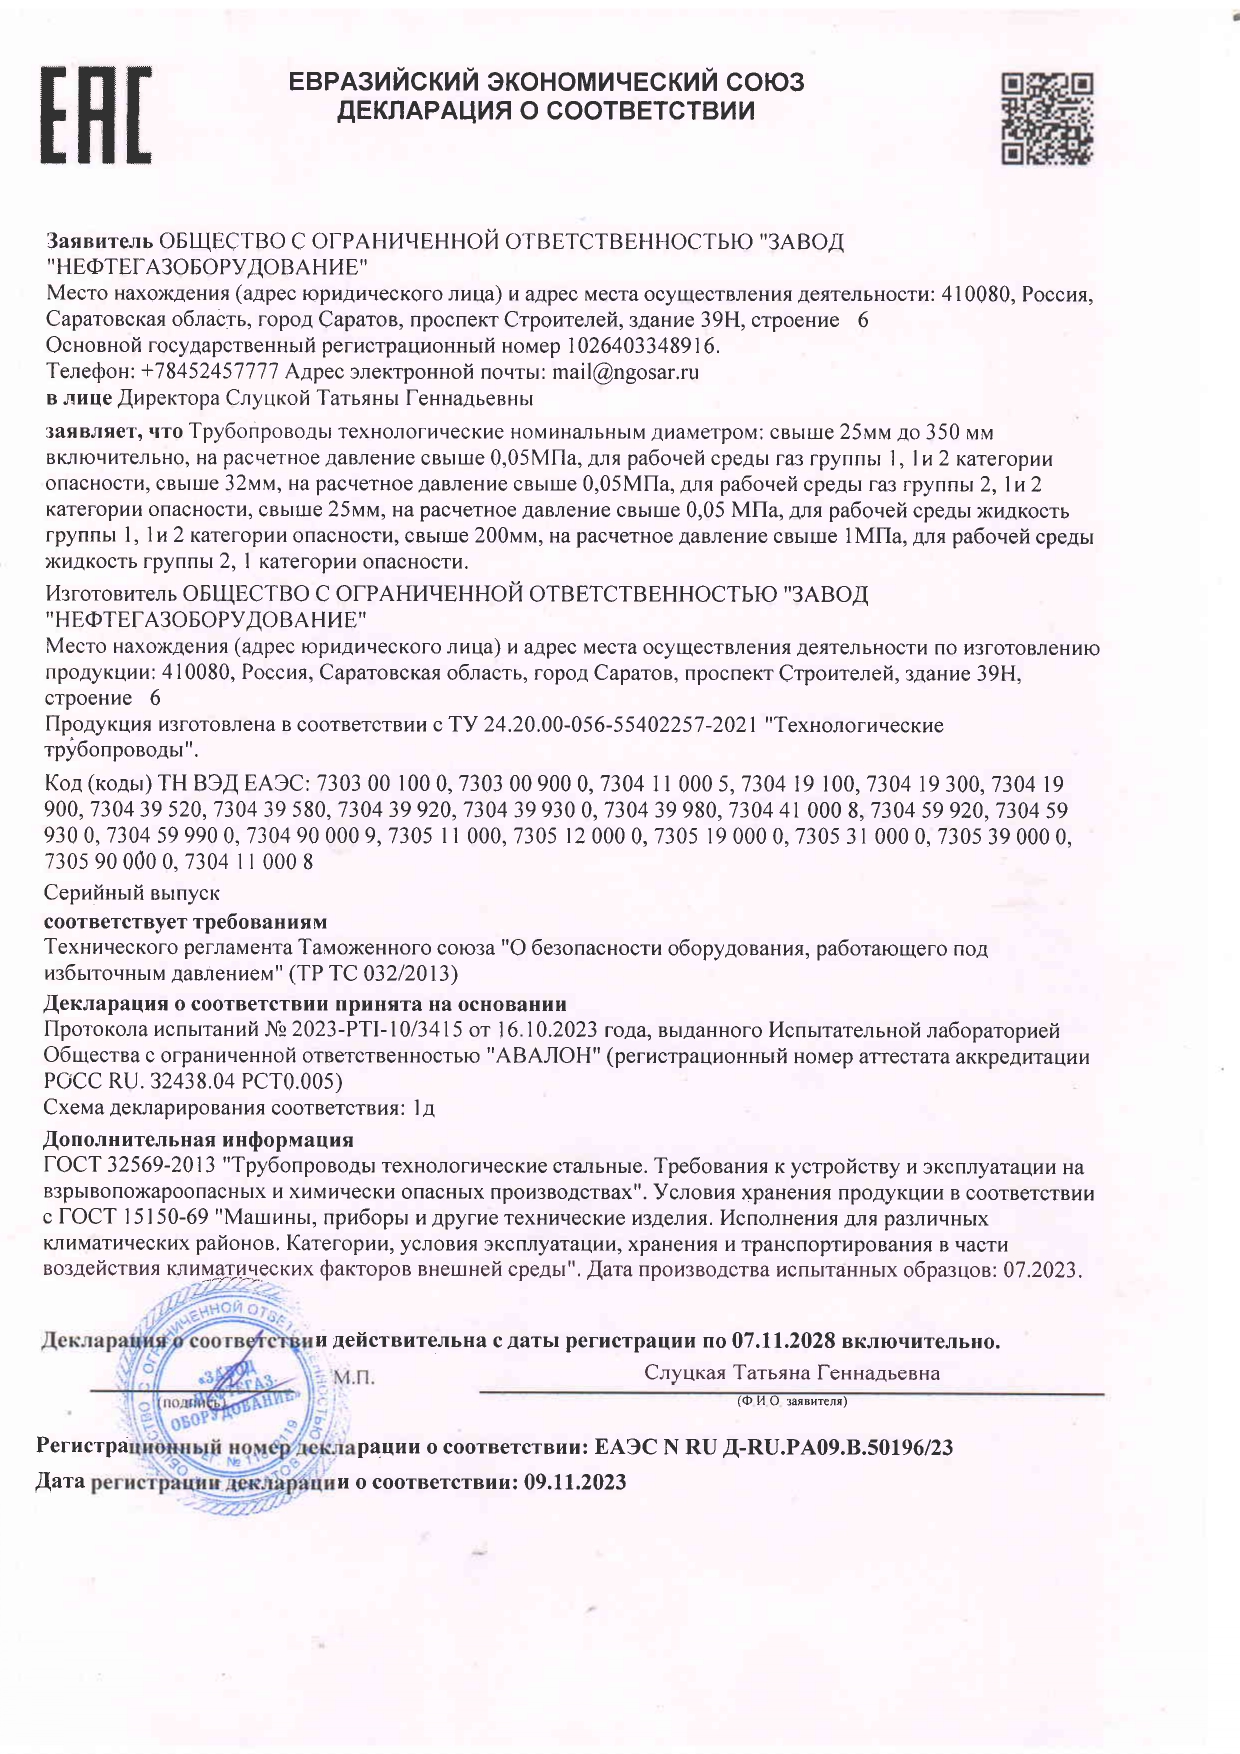 EAC
ЕВРАЗИЙСКИЙ ЭКОНОМИЧЕСКИЙ СОЮЗ
ДЕКЛАРАЦИЯ О СООТВЕТСТВИИ
Заявитель ОБЩЕСТВО С ОГРАНИЧЕННОЙ ОТВЕТСТВЕННОСТЬЮ "ЗАВОД
"НЕФТЕГАЗОБОРУДОВАНИЕ"
Место нахождения (адрес юридического лица) и адрес места осуществления деятельности: 410080, Россия,
Саратовская область, город Саратов, проспект Строителей, здание 39Н, строение 6
Основной государственный регистрационный номер 1026403348916.
Телефон: +78452457777 Адрес электронной почты: mail@ngosar.ru
в лице Директора Слуцкой Татьяны Геннадьевны
заявляет, что Трубопроводы технологические номинальным диаметром: свыше 25мм до 350 мм
включительно, на расчетное давление свыше 0,05МПа, для рабочей среды газ группы 1, 1и 2 категории
опасности, свыше 32мм, на расчетное давление свыше 0,05МПа, для рабочей среды газ группы 2, 1и 2
категории опасности, свыше 25мм, на расчетное давление свыше 0,05 МПа, для рабочей среды жидкость
группы 1, 1и 2 категории опасности, свыше 200мм, на расчетное давление свыше 1МПа, для рабочей среды
жидкость группы 2, 1 категории опасности.
Изготовитель ОБЩЕСТВО С ОГРАНИЧЕННОЙ ОТВЕТСТВЕННОСТЬЮ "ЗАВОД
"НЕФТЕГАЗОБОРУДОВАНИЕ"
Место нахождения (адрес юридического лица) и адрес места осуществления деятельности по изготовлению
продукции: 410080, Россия, Саратовская область, город Саратов, проспект Строителей, здание 39Н,
строение 6
Продукция изготовлена в соответствии с ТУ 24.20.00-056-55402257-2021 "Технологические
трубопроводы".
Код (коды) ТН ВЭД ЕАЭС: 7303 00 100 0, 7303 00 900 0, 7304 11 000 5, 7304 19 100, 7304 19 300, 7304 19
900, 7304 39 520, 7304 39 580, 7304 39 920, 7304 39 930 0, 7304 39 980, 7304 41 000 8, 7304 59 920, 7304 59
930 0, 7304 59 990 0, 7304 90 000 9, 7305 11 000, 7305 12 000 0, 7305 19 000 0, 7305 31 000 0, 7305 39 000 0,
7305 90 000 0, 7304 11 000 8
Серийный выпуск
соответствует требованиям
Технического регламента Таможенного союза "О безопасности оборудования, работающего под
избыточным давлением" (ТР ТС 032/2013)
Декларация о соответствии принята на основании
Протокола испытаний № 2023-PTI-10/3415 от 16.10.2023 года, выданного Испытательной лабораторией
Общества с ограниченной ответственностью "АВАЛОН" (регистрационный номер аттестата аккредитации
РОСС RU. 32438.04 РСТ0.005)
Схема декларирования соответствия: 1д
Дополнительная информация
ГОСТ 32569-2013 "Трубопроводы технологические стальные. Требования к устройству и эксплуатации на
взрывопожароопасных и химически опасных производствах". Условия хранения продукции в соответствии
с ГОСТ 15150-69 "Машины, приборы и другие технические изделия. Исполнения для различных
климатических районов. Категории, условия эксплуатации, хранения и транспортирования в части
воздействия климатических факторов внешней среды". Дата производства испытанных образцов: 07.2023.
Декларация о соответствии действительна с даты регистрации по 07.11.2028 включительно.
М.П.
Слуцкая Татьяна Геннадьевна
(подпись)
(Ф И О заявителя)
«ЗАВОД
НЕФТЕГАЗ-
ОБОРУДОВАНИЕ»
Регистрационный номер декларации о соответствии: ЕАЭС N RU Д-RU.РА09.В.50196/23
Дата регистрации декларации о соответствии: 09.11.2023